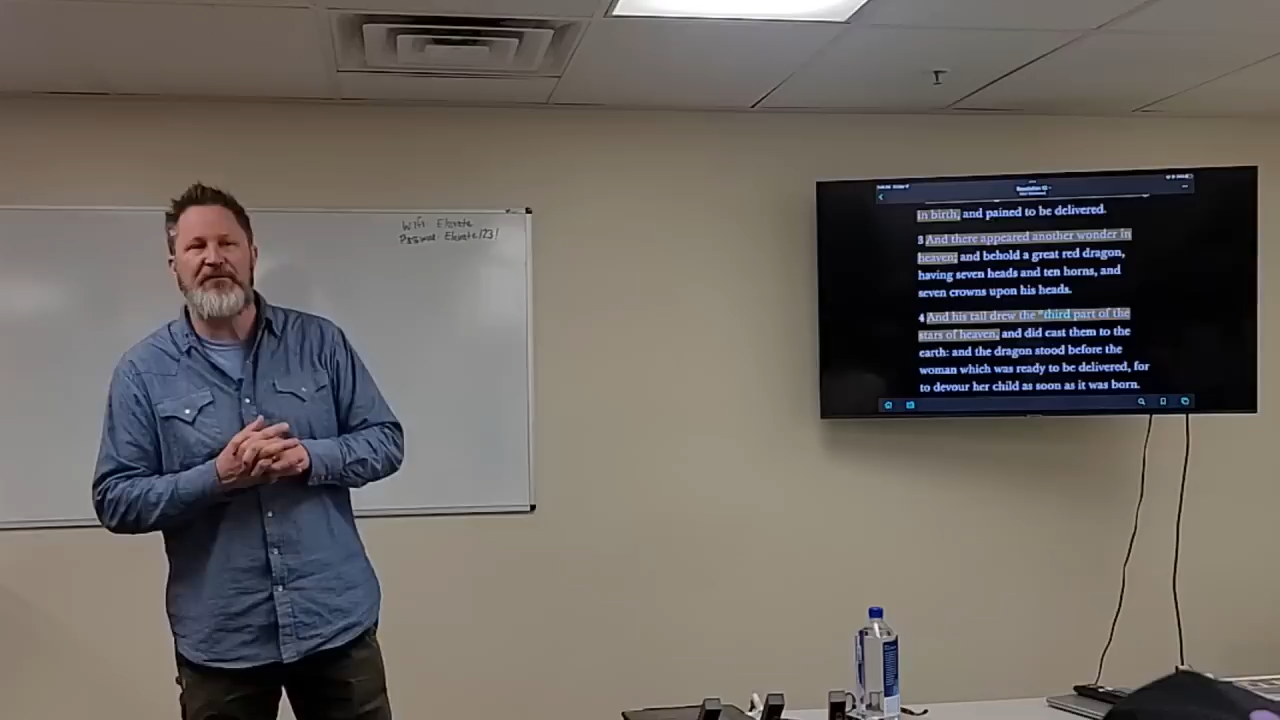 Wifi: Elevate
Elevate123!
Revelation 12
in birth, and pained to be delivered.
3 And there appeared another wonder in
heaven; and behold a great red dragon,
having seven heads and ten horns, and
seven crowns upon his heads.
4 And his tail drew the "third part of the
stars of heaven, and did cast them to the
earth: and the dragon stood before the
woman which was ready to be delivered, for
to devour her child as soon as it was born.